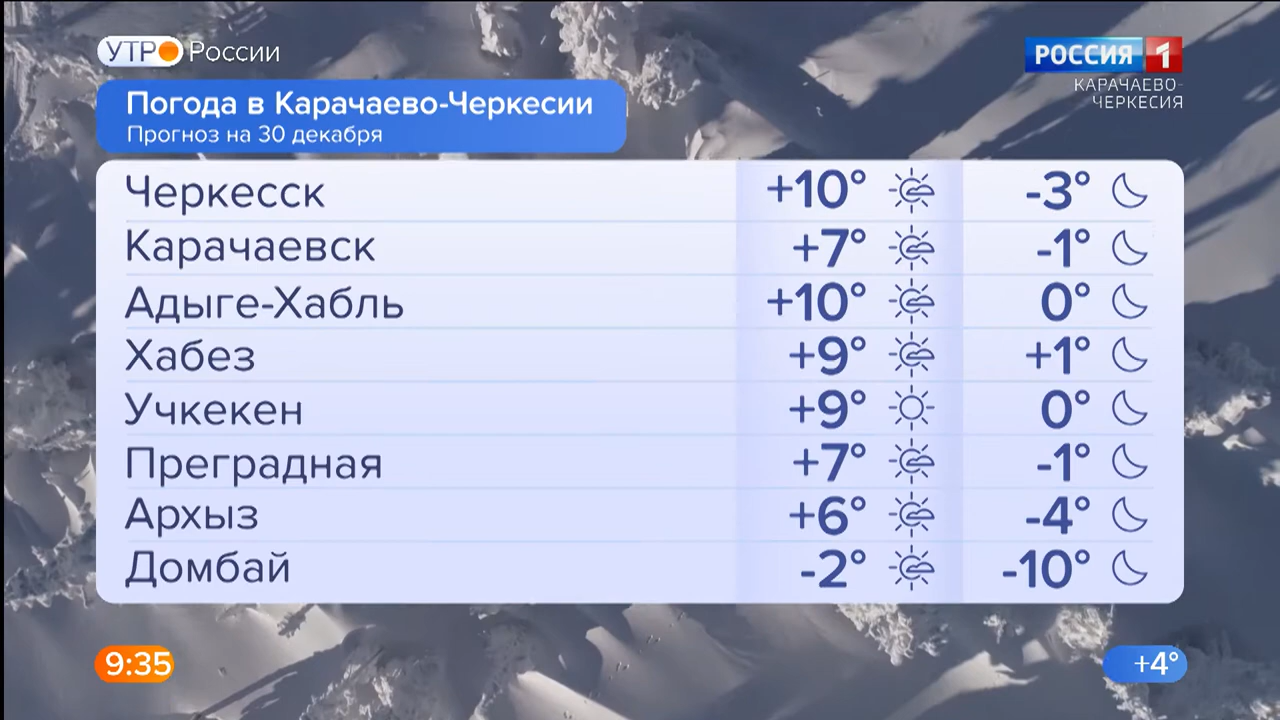 УТРО России
РОССИЯ 1
КАРАЧАЕВО-
ЧЕРКЕСИЯ
Погода в Карачаево-Черкесии
Прогноз на 30 декабря
Черкесск +10° -3°
Карачаевск +7° -1°
Адыге-Хабль +10° 0°
Хабез +9° +1°
Учкекен +9° 0°
Преградная +7° -1°
Архыз +6° -4°
Домбай -2° -10°
9:35 +4°